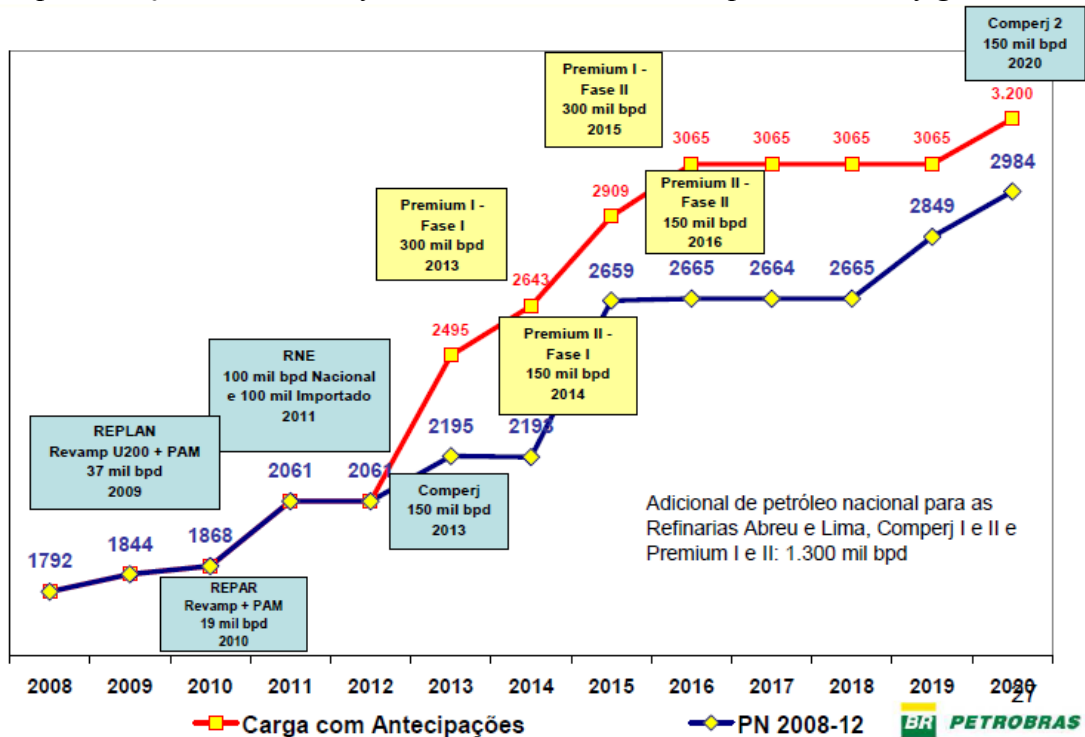 Comperj 2
150 mil bpd
2020
Premium I -
Fase II
300 mil bpd
2015
3.200
3065
3065
3065
3065
2984
Premium I -
Fase I
300 mil bpd
2013
2909
Premium II -
Fase II
150 mil bpd
2016
2849
2643
2659
2665
2664
2665
2495
Premium II -
Fase I
150 mil bpd
2014
RNE
100 mil bpd Nacional
e 100 mil Importado
2011
REPLAN
Revamp U200 + PAM
37 mil bpd
2009
2195
2193
2061
2061
Comperj
150 mil bpd
2013
Adicional de petróleo nacional para as
Refinarias Abreu e Lima, Comperj I e II e
Premium I e II: 1.300 mil bpd
1792
1844
1868
REPAR
Revamp + PAM
19 mil bpd
2010
2008 2009 2010 2011 2012 2013 2014 2015 2016 2017 2018 2019 2020
27
Carga com Antecipações
PN 2008-12
BR PETROBRAS